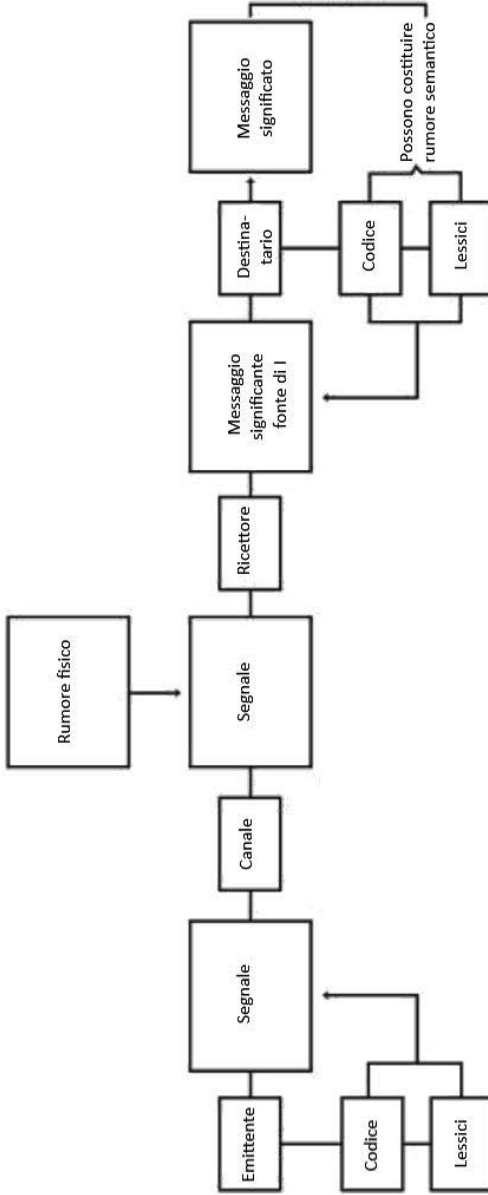 Rumore fisico
Emittente
Segnale
Canale
Segnale
Ricettore
Messaggio
significante
fonte di I
Destina-
tario
Messaggio
significato
Codice
Lessici
Codice
Lessici
Possono costituire
rumore semantico